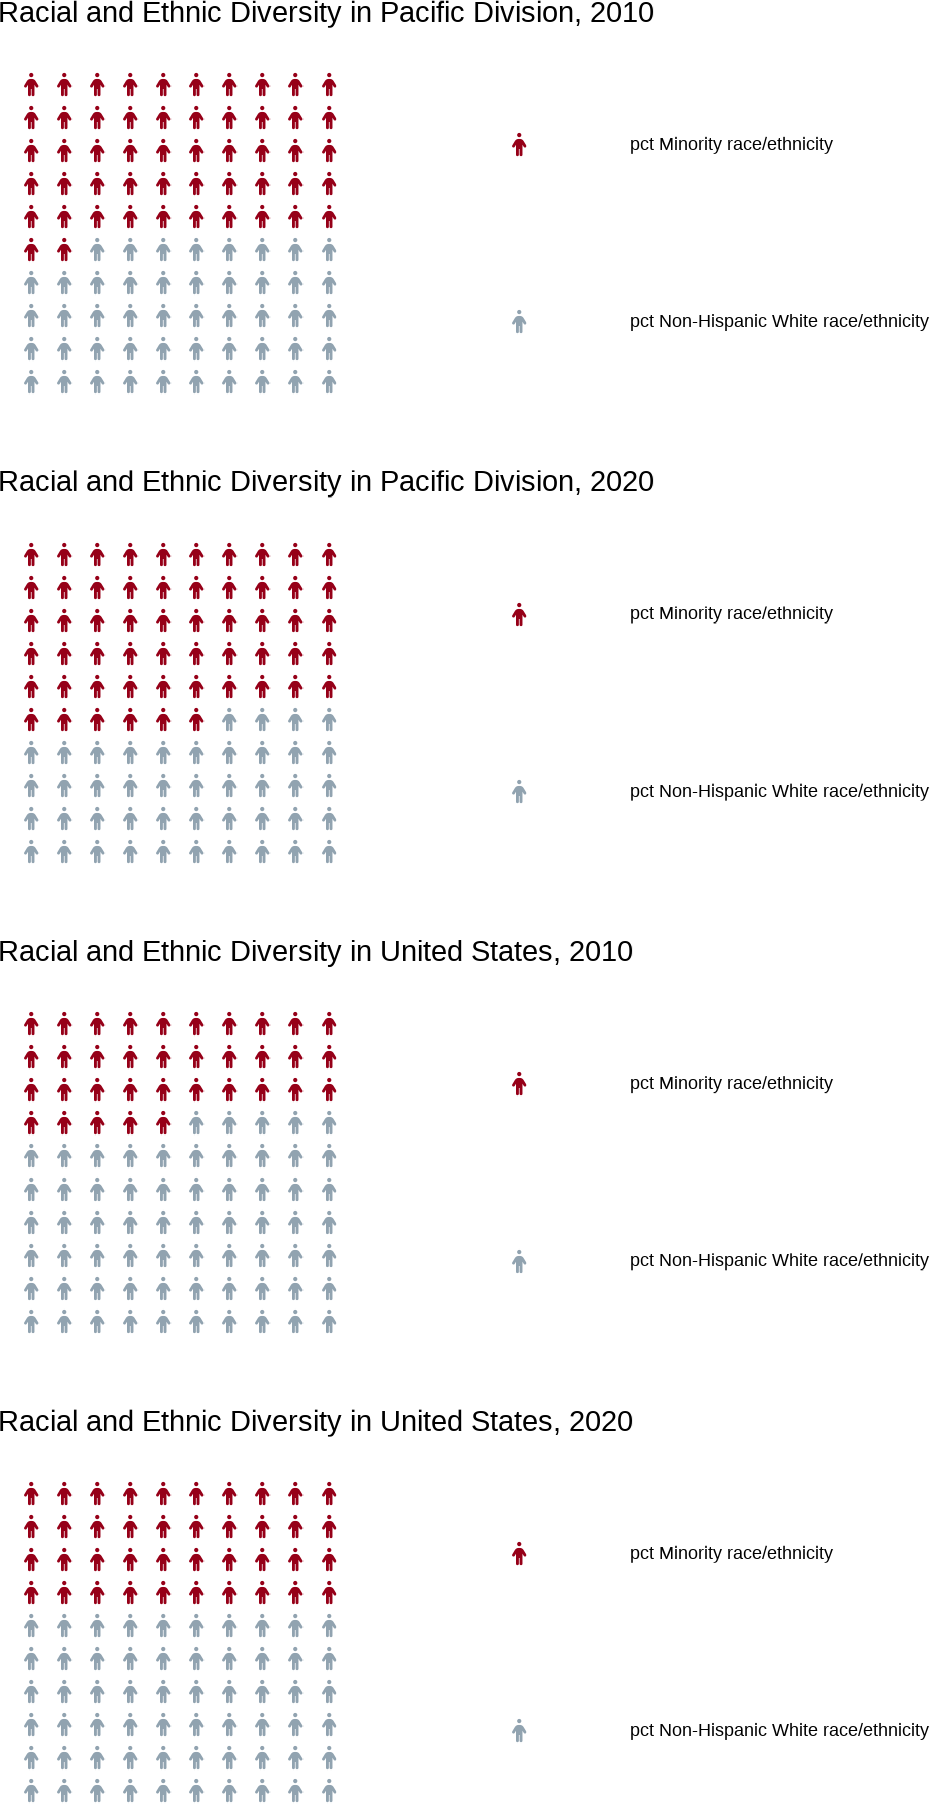 Racial and Ethnic Diversity in Pacific Division, 2010
pct Minority race/ethnicity
pct Non-Hispanic White race/ethnicity
Racial and Ethnic Diversity in Pacific Division, 2020
pct Minority race/ethnicity
pct Non-Hispanic White race/ethnicity
Racial and Ethnic Diversity in United States, 2010
pct Minority race/ethnicity
pct Non-Hispanic White race/ethnicity
Racial and Ethnic Diversity in United States, 2020
pct Minority race/ethnicity
pct Non-Hispanic White race/ethnicity